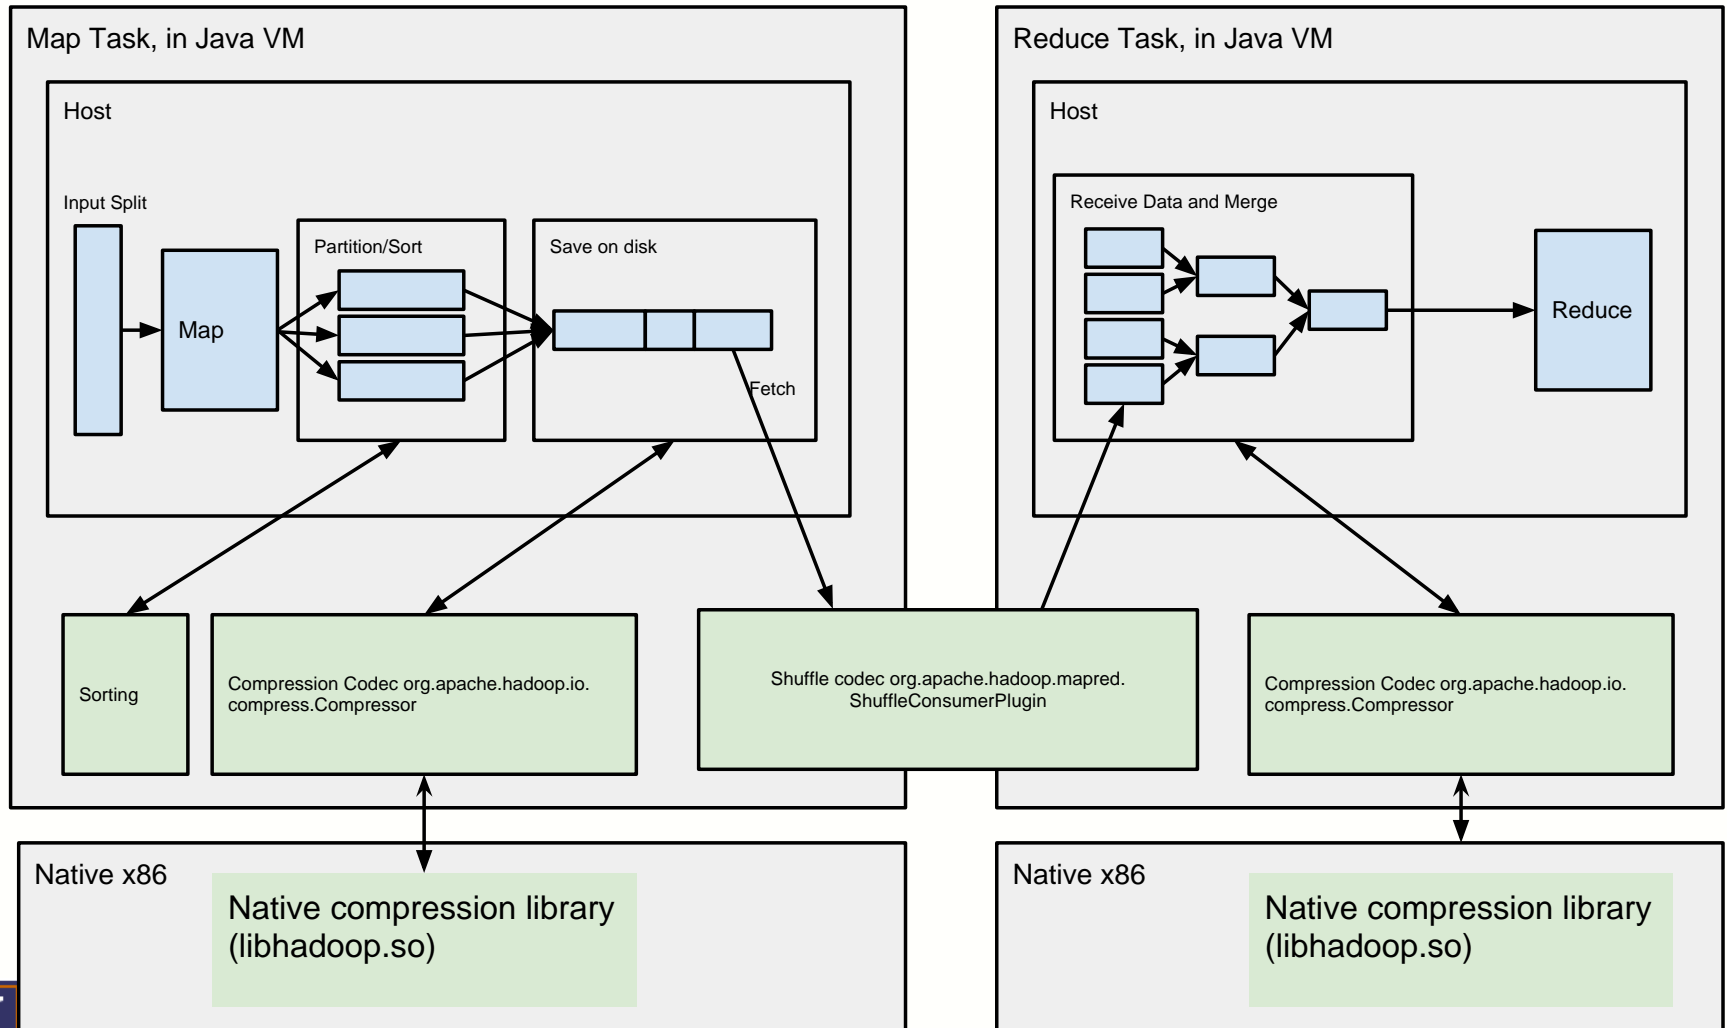 Map Task, in Java VM
Host
Input Split
Map
Partition/Sort
Save on disk
Fetch
Sorting
Compression Codec org.apache.hadoop.io.
compress.Compressor
Shuffle codec org.apache.hadoop.mapred.
ShuffleConsumerPlugin
Native x86
Native compression library
(libhadoop.so)
Reduce Task, in Java VM
Host
Receive Data and Merge
Reduce
Compression Codec org.apache.hadoop.io.
compress.Compressor
Native x86
Native compression library
(libhadoop.so)